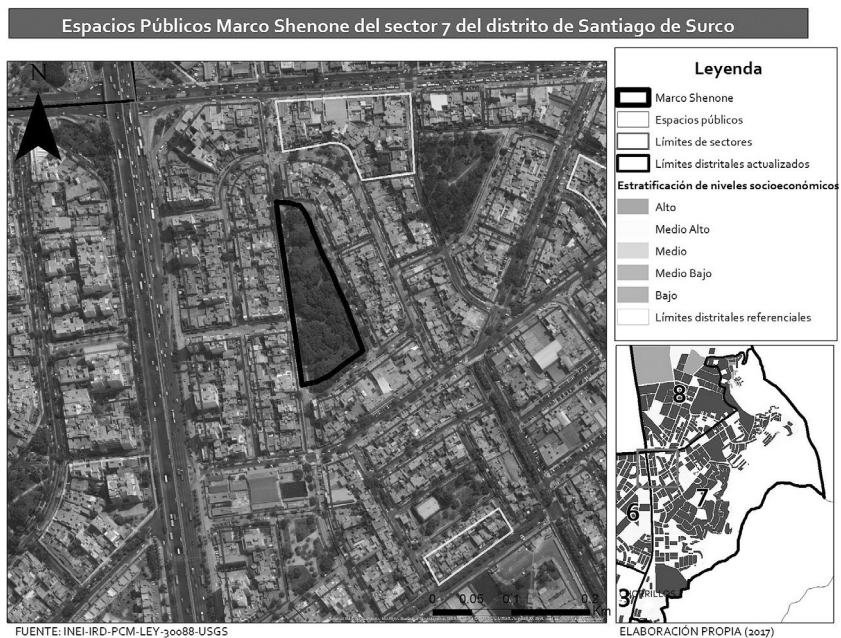 Espacios Públicos Marco Shenone del sector 7 del distrito de Santiago de Surco
N
Leyenda
Marco Shenone
Espacios públicos
Límites de sectores
Límites distritales actualizados
Estratificación de niveles socioeconómicos
Alto
Medio Alto
Medio
Medio Bajo
Bajo
Límites distritales referenciales
8
7
6
3
0 0.05 0.1 0.2
Km
FUENTE: INEI-IRD-PCM-LEY-30088-USGS
ELABORACIÓN PROPIA (2017)